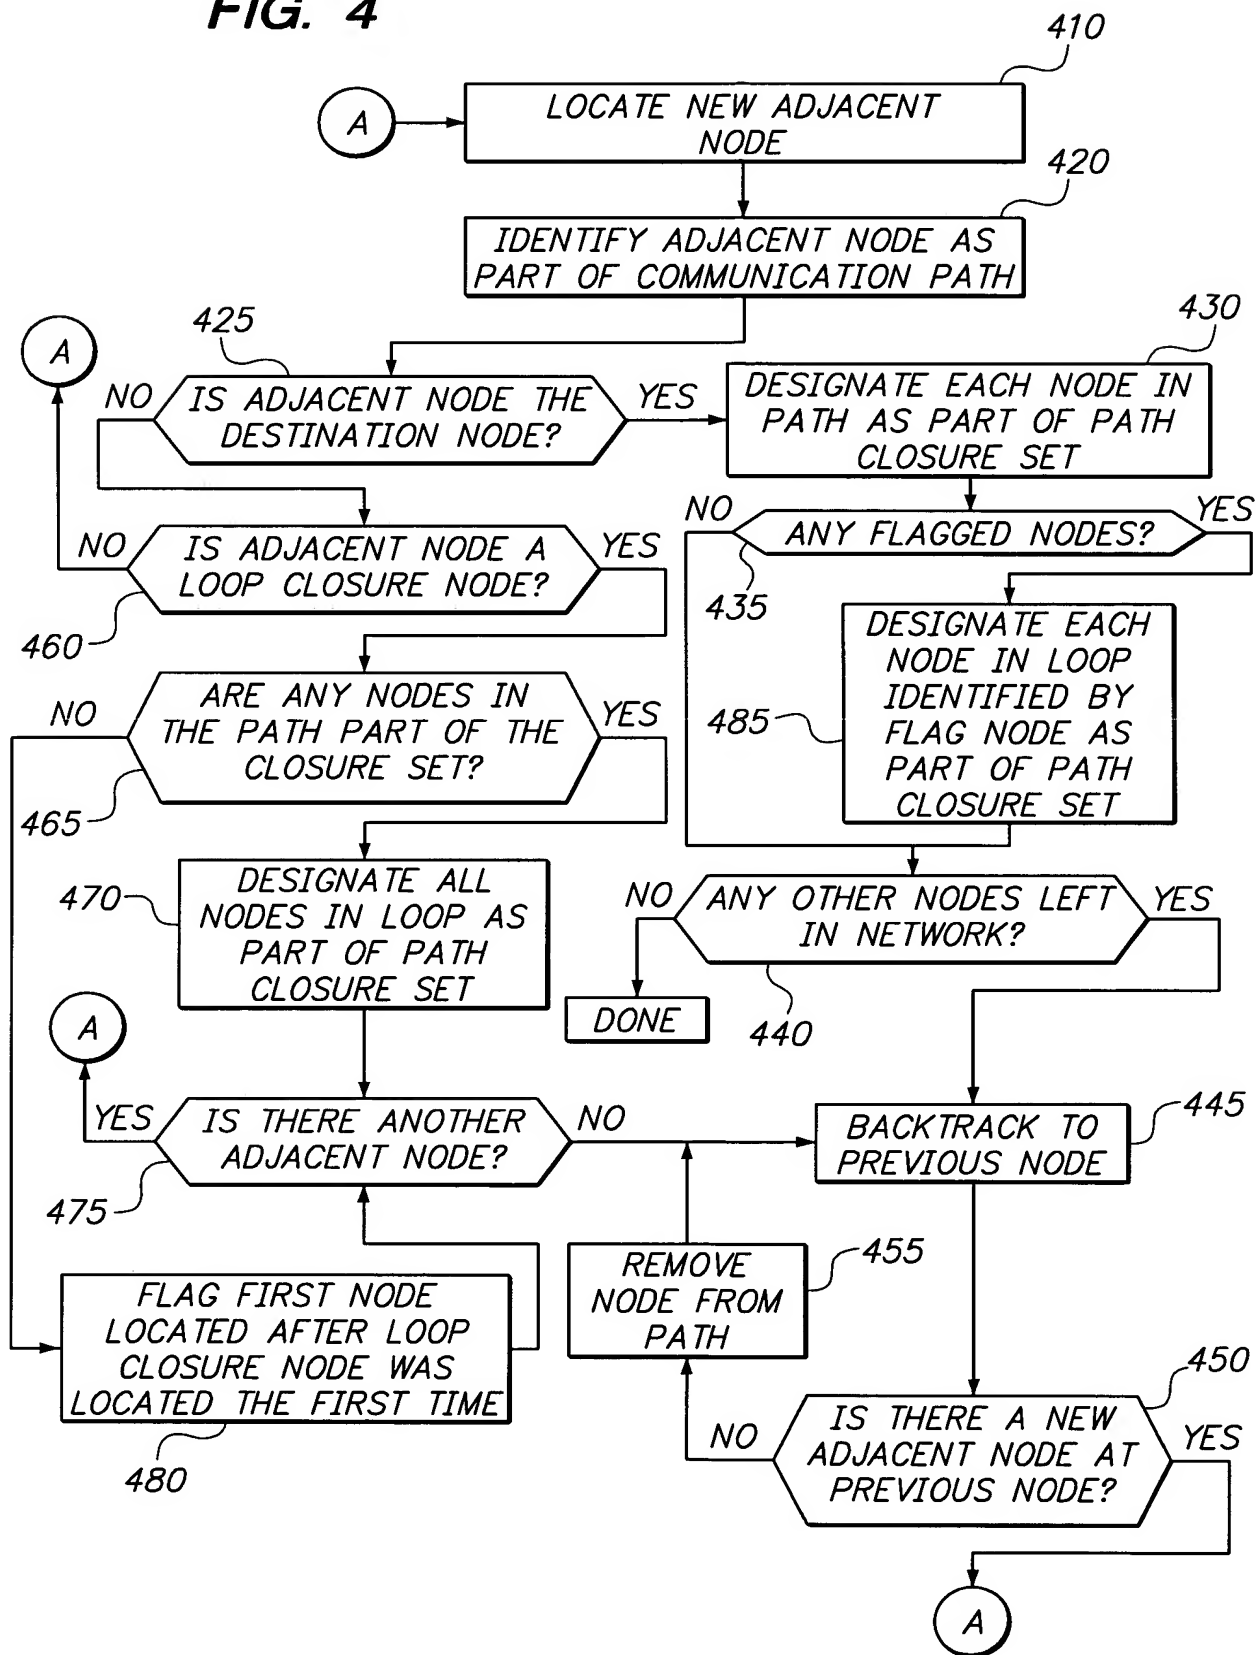 FIG. 4
410
A
LOCATE NEW ADJACENT
NODE
420
IDENTIFY ADJACENT NODE AS
PART OF COMMUNICATION PATH
425
430
A
NO
IS ADJACENT NODE THE
DESTINATION NODE?
YES
DESIGNATE EACH NODE IN
PATH AS PART OF PATH
CLOSURE SET
NO
ANY FLAGGED NODES?
YES
435
NO
IS ADJACENT NODE A
LOOP CLOSURE NODE?
YES
460
DESIGNATE EACH
NODE IN LOOP
IDENTIFIED BY
FLAG NODE AS
PART OF PATH
CLOSURE SET
485
NO
ARE ANY NODES IN
THE PATH PART OF THE
CLOSURE SET?
YES
465
470
DESIGNATE ALL
NODES IN LOOP AS
PART OF PATH
CLOSURE SET
NO
ANY OTHER NODES LEFT
IN NETWORK?
YES
DONE
440
A
YES
IS THERE ANOTHER
ADJACENT NODE?
NO
475
BACKTRACK TO
PREVIOUS NODE
445
REMOVE
NODE FROM
PATH
455
FLAG FIRST NODE
LOCATED AFTER LOOP
CLOSURE NODE WAS
LOCATED THE FIRST TIME
480
450
NO
IS THERE A NEW
ADJACENT NODE AT
PREVIOUS NODE?
YES
A